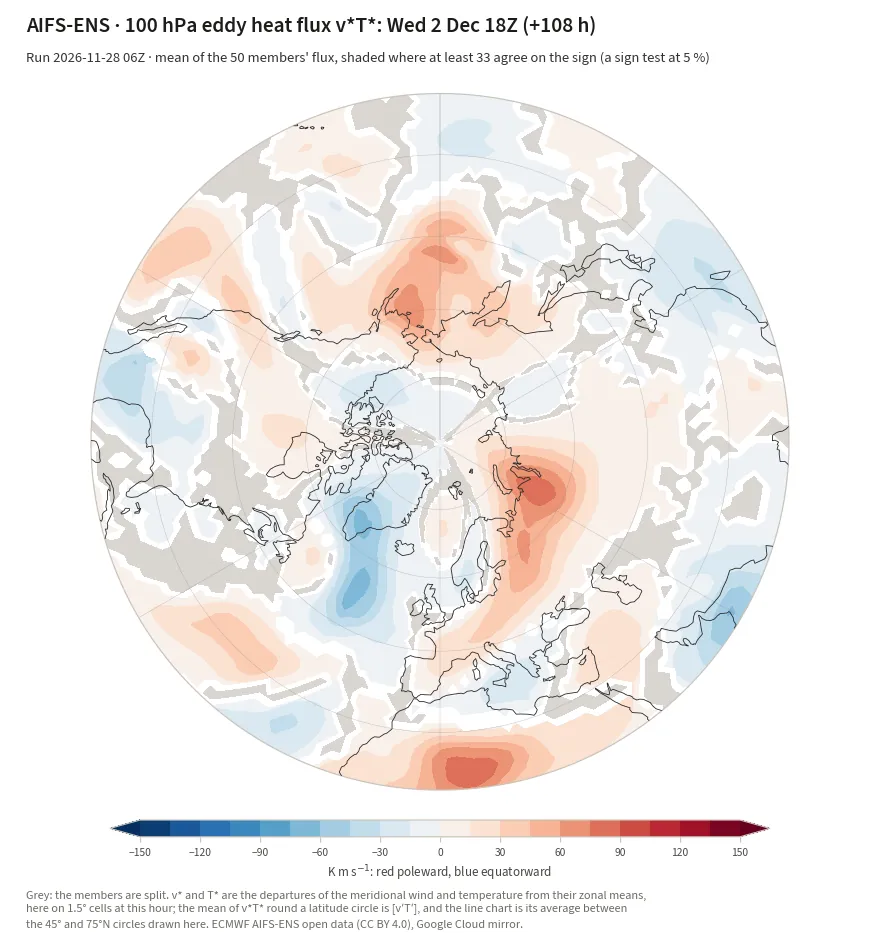 AIFS-ENS · 100 hPa eddy heat flux v*T*: Wed 2 Dec 18Z (+108 h)
Run 2026-11-28 06Z · mean of the 50 members' flux, shaded where at least 33 agree on the sign (a sign test at 5 %)
−150 −120 −90 −60 −30 0 30 60 90 120 150
K m s⁻¹: red poleward, blue equatorward
Grey: the members are split. v* and T* are the departures of the meridional wind and temperature from their zonal means,
here on 1.5° cells at this hour; the mean of v*T* round a latitude circle is [v'T'], and the line chart is its average between
the 45° and 75°N circles drawn here. ECMWF AIFS-ENS open data (CC BY 4.0), Google Cloud mirror.